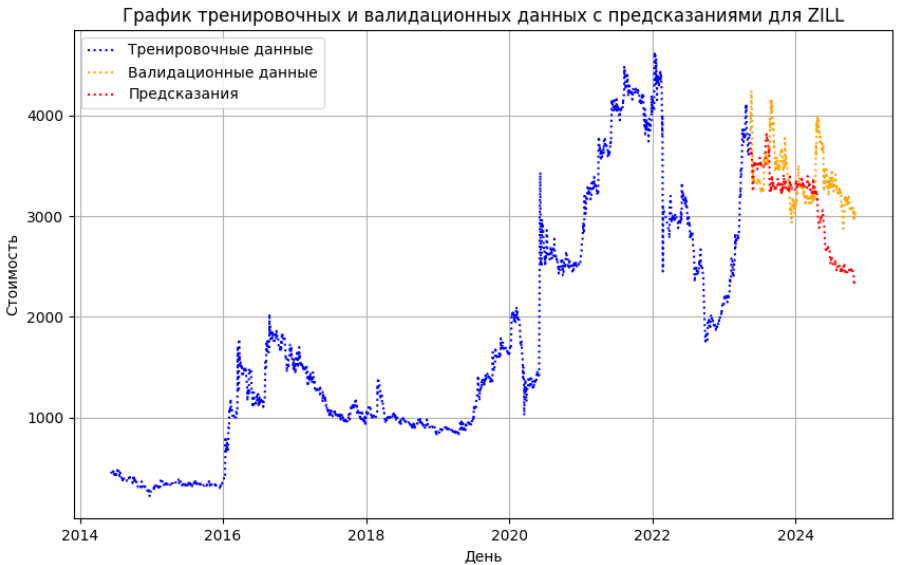 График тренировочных и валидационных данных с предсказаниями для ZILL
Тренировочные данные
Валидационные данные
Предсказания
Стоимость
4000
3000
2000
1000
2014 2016 2018 2020 2022 2024
День